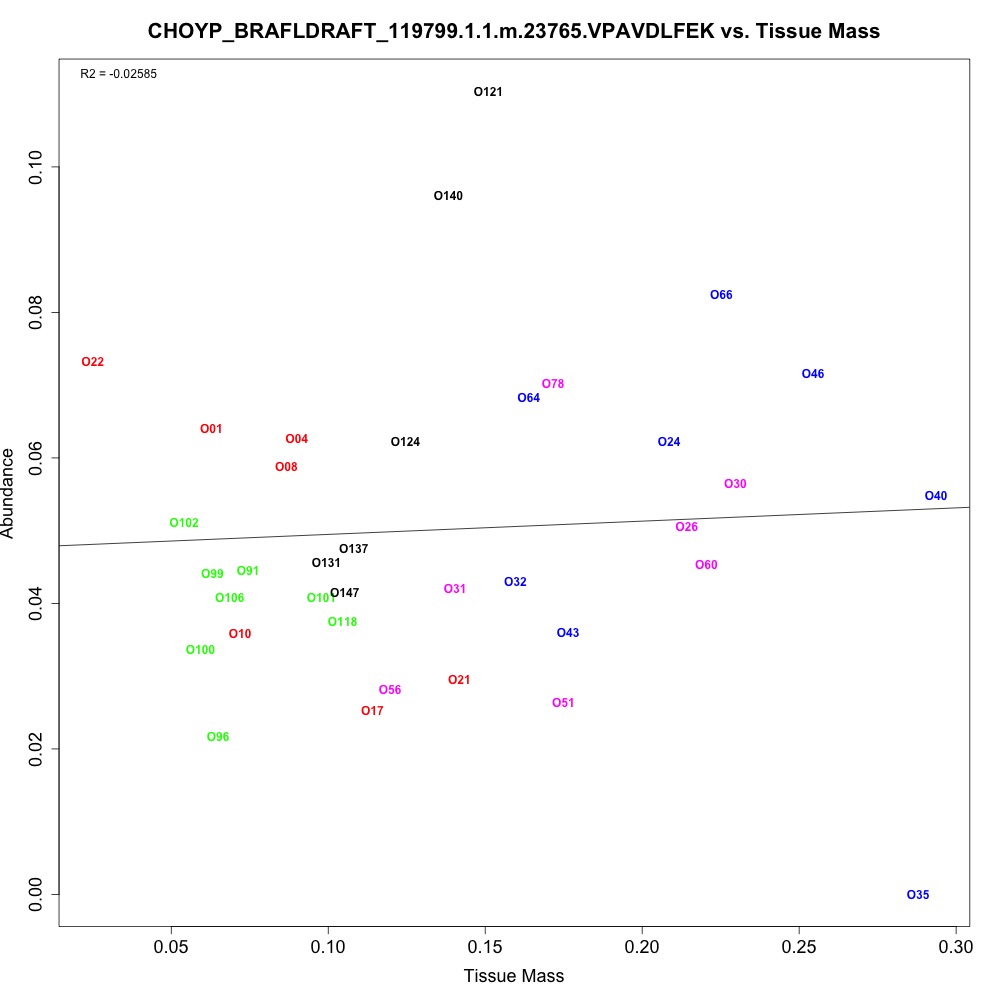 CHOYP_BRAFLDRAFT_119799.1.1.m.23765.VPAVDLFEK vs. Tissue Mass
R2 = -0.02585
O121
0.10
O140
O66
0.08
O22
O46
O78
O64
O01
O04
O124
O24
0.06
O08
O30
O40
Abundance
O102
O26
O137
O131
O60
O91
O99
O32
O147
O31
O106
O101
0.04
O118
O10
O43
O100
O21
O56
O51
O17
0.02
O96
0.00
O35
0.05 0.10 0.15 0.20 0.25 0.30
Tissue Mass